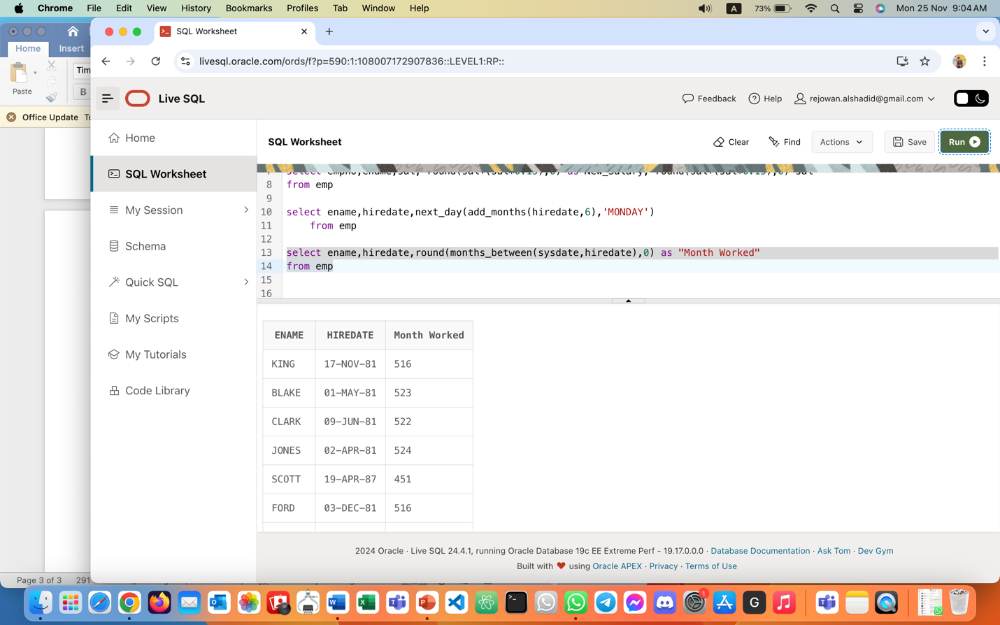 Chrome File Edit View History Bookmarks Profiles Tab Window Help A 73% Mon 25 Nov 9:04 AM
SQL Worksheet
Home Insert
livesql.oracle.com/ords/f?p=590:1:108007172907836::LEVEL1:RP::
Tim
Paste
B
Live SQL Feedback Help rejowan.alshadid@gmail.com
Office Update To
Home
SQL Worksheet Clear Find Actions Save Run
SQL Worksheet
My Session
Schema
Quick SQL
My Scripts
My Tutorials
Code Library
8 from emp
9
10 select ename,hiredate,next_day(add_months(hiredate,6),'MONDAY')
11 from emp
12
13 select ename,hiredate,round(months_between(sysdate,hiredate),0) as "Month Worked"
14 from emp
15
16
ENAME HIREDATE Month Worked
KING 17-NOV-81 516
BLAKE 01-MAY-81 523
CLARK 09-JUN-81 522
JONES 02-APR-81 524
SCOTT 19-APR-87 451
FORD 03-DEC-81 516
2024 Oracle · Live SQL 24.4.1, running Oracle Database 19c EE Extreme Perf - 19.17.0.0.0 · Database Documentation · Ask Tom · Dev Gym
Built with ❤ using Oracle APEX · Privacy · Terms of Use
Page 3 of 3 291
1